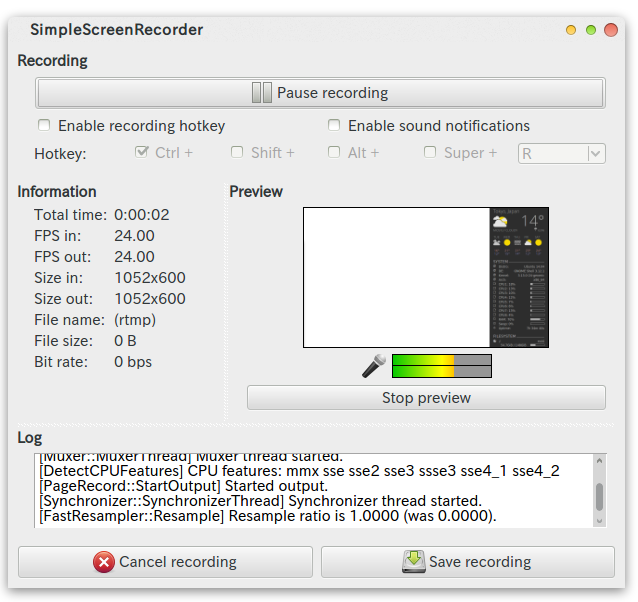 SimpleScreenRecorder
Recording
Pause recording
Enable recording hotkey
Enable sound notifications
Hotkey: Ctrl + Shift + Alt + Super + R
Information
Total time: 0:00:02
FPS in: 24.00
FPS out: 24.00
Size in: 1052x600
Size out: 1052x600
File name: (rtmp)
File size: 0 B
Bit rate: 0 bps
Preview
14°
SYSTEM
Stop preview
Log
[Muxer::MuxerThread] Muxer thread started.
[DetectCPUFeatures] CPU features: mmx sse sse2 sse3 ssse3 sse4_1 sse4_2
[PageRecord::StartOutput] Started output.
[Synchronizer::SynchronizerThread] Synchronizer thread started.
[FastResampler::Resample] Resample ratio is 1.0000 (was 0.0000).
Cancel recording
Save recording